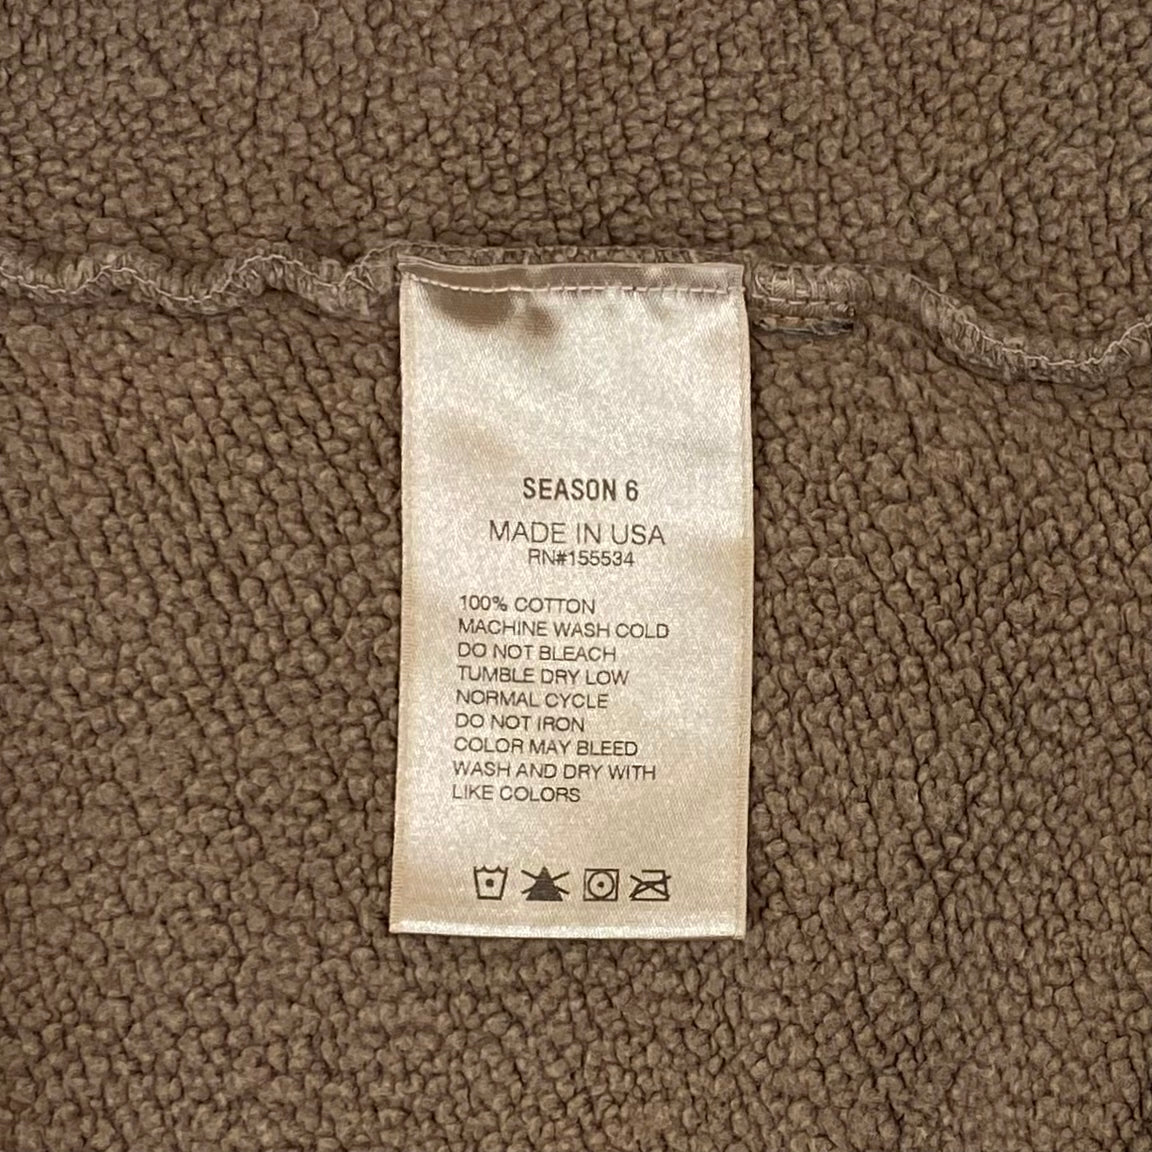 SEASON 6
MADE IN USA
RN#155534
100% COTTON
MACHINE WASH COLD
DO NOT BLEACH
TUMBLE DRY LOW
NORMAL CYCLE
DO NOT IRON
COLOR MAY BLEED
WASH AND DRY WITH
LIKE COLORS